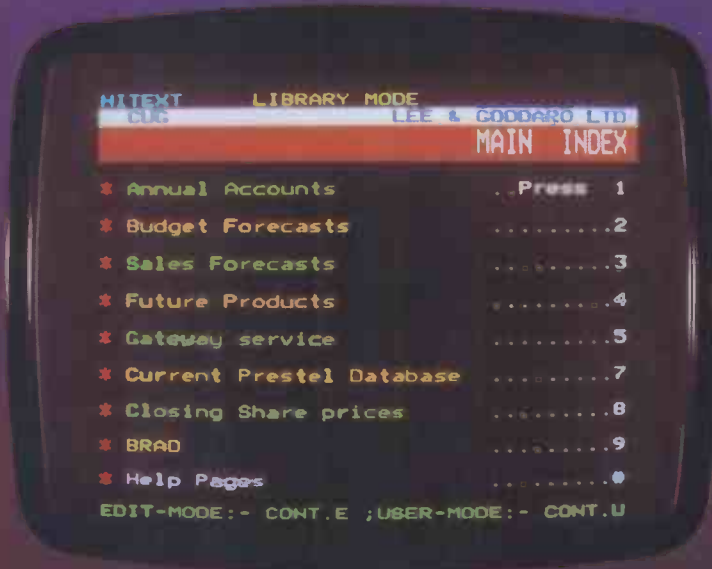 HITEXT LIBRARY MODE
CUG LEE & GODDARD LTD
MAIN INDEX
* Annual Accounts ..Press 1
* Budget Forecasts .........2
* Sales Forecasts .........3
* Future Products .........4
* Gateway service .........5
* Current Prestel Database .........7
* Closing Share prices .........8
* BRAD .........9
* Help Pages .........#
EDIT-MODE:- CONT.E ;USER-MODE:- CONT.U